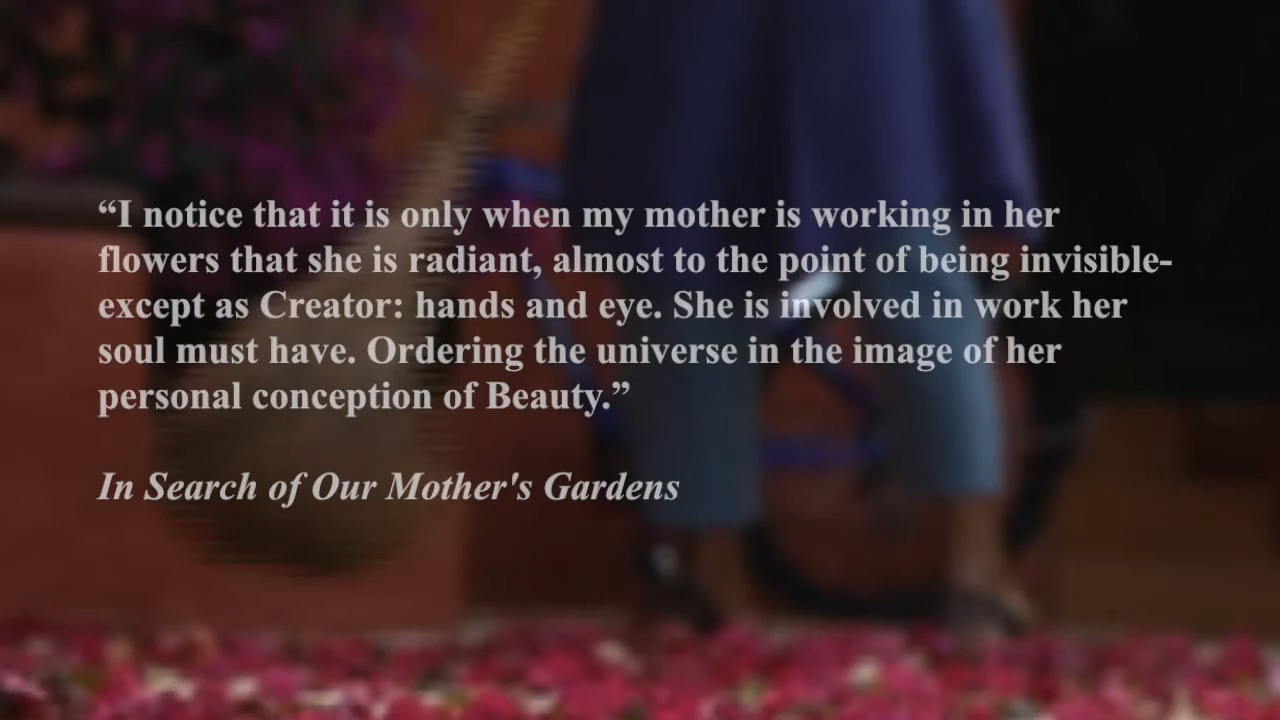 “I notice that it is only when my mother is working in her
flowers that she is radiant, almost to the point of being invisible-
except as Creator: hands and eye. She is involved in work her
soul must have. Ordering the universe in the image of her
personal conception of Beauty.”
In Search of Our Mother's Gardens